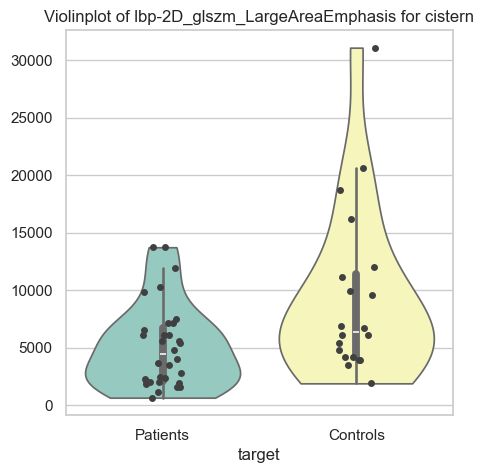 Violinplot of lbp-2D_glszm_LargeAreaEmphasis for cistern
30000
25000
20000
15000
10000
5000
0
Patients
Controls
target